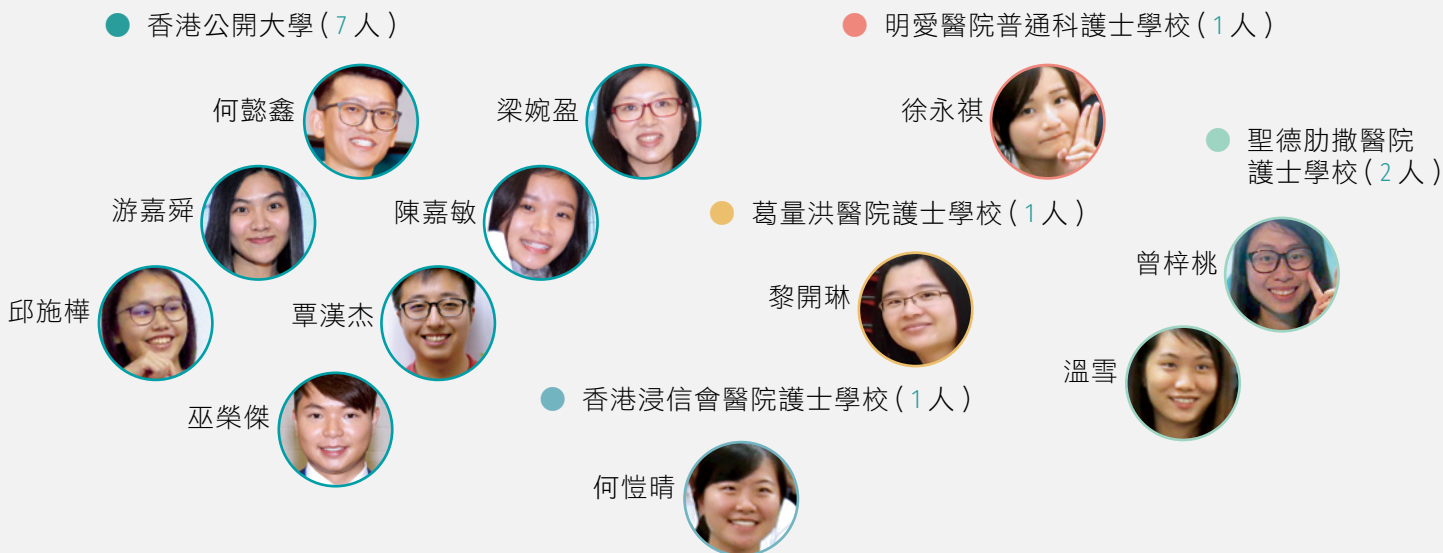 香港公開大學(7人)
何懿鑫
梁婉盈
游嘉舜
陳嘉敏
邱施樺
覃漢杰
巫榮傑
明愛醫院普通科護士學校(1人)
徐永祺
葛量洪醫院護士學校(1人)
黎開琳
香港浸信會醫院護士學校(1人)
何愷晴
聖德肋撒醫院
護士學校(2人)
曾梓桃
溫雪